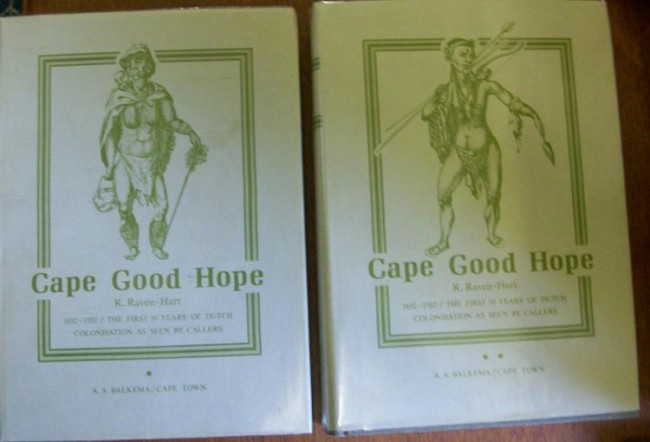 Cape Good Hope
R. Raven-Hart
1652-1702 / THE FIRST 50 YEARS OF DUTCH
COLONISATION AS SEEN BY CALLERS
*
A. A. BALKEMA / CAPE TOWN
Cape Good Hope
R. Raven-Hart
1652-1702 / THE FIRST 50 YEARS OF DUTCH
COLONISATION AS SEEN BY CALLERS
* *
A. A. BALKEMA / CAPE TOWN